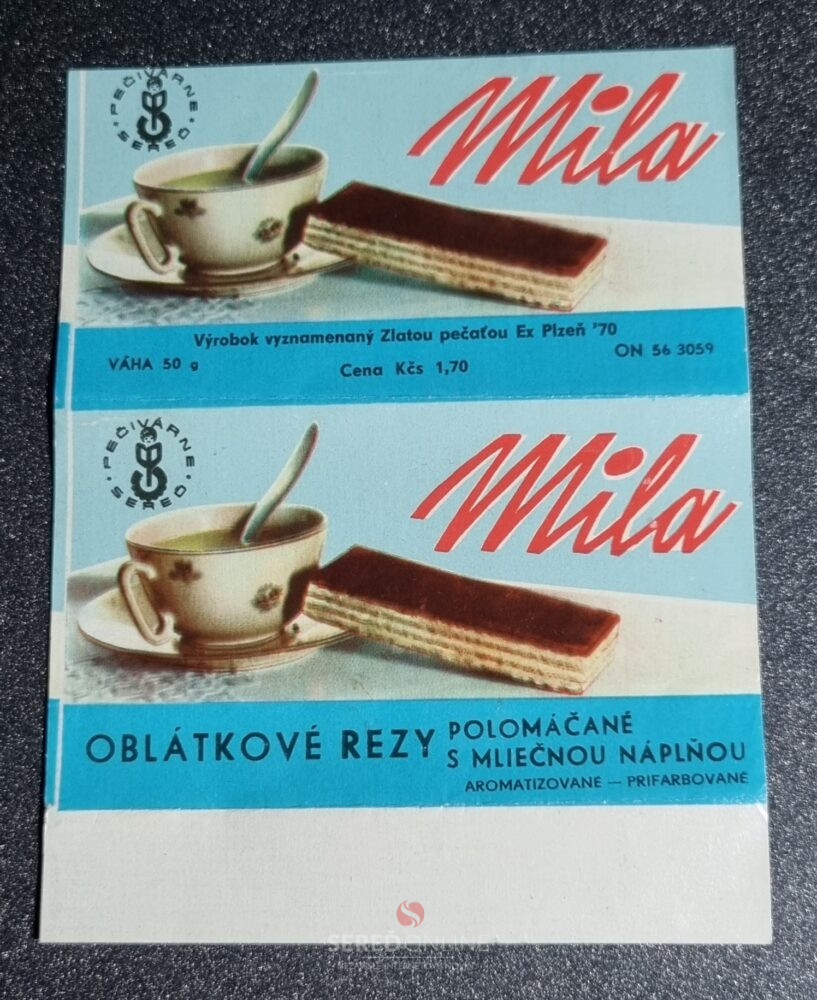 PEČIVÁRNE SEREĎ
Mila
Výrobok vyznamenaný Zlatou pečaťou Ex Plzeň '70
VÁHA 50 g
Cena Kčs 1,70
ON 56 3059
PEČIVÁRNE SEREĎ
Mila
OBLÁTKOVÉ REZY
POLOMÁČANÉ
S MLIEČNOU NÁPLŇOU
AROMATIZOVANÉ — PRIFARBOVANÉ
SEREĎONLINE